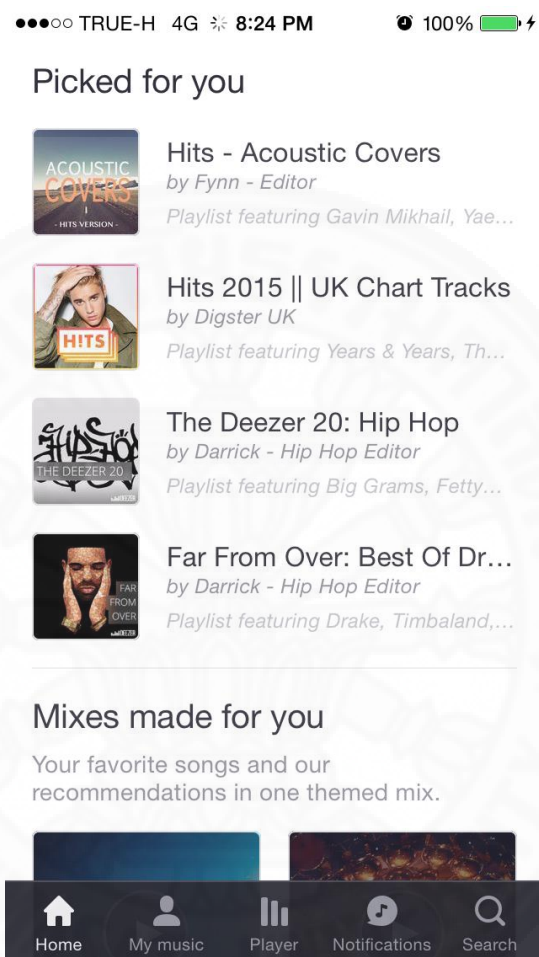 TRUE-H 4G 8:24 PM 100%
Picked for you
ACOUSTIC
COVERS
- HITS VERSION -
Hits - Acoustic Covers
by Fynn - Editor
Playlist featuring Gavin Mikhail, Yae...
H!TS
Hits 2015 || UK Chart Tracks
by Digster UK
Playlist featuring Years & Years, Th...
HIPHOP
THE DEEZER 20
DEEZER
The Deezer 20: Hip Hop
by Darrick - Hip Hop Editor
Playlist featuring Big Grams, Fetty...
FAR
FROM
OVER
DEEZER
Far From Over: Best Of Dr...
by Darrick - Hip Hop Editor
Playlist featuring Drake, Timbaland,...
Mixes made for you
Your favorite songs and our
recommendations in one themed mix.
Home My music Player Notifications Search